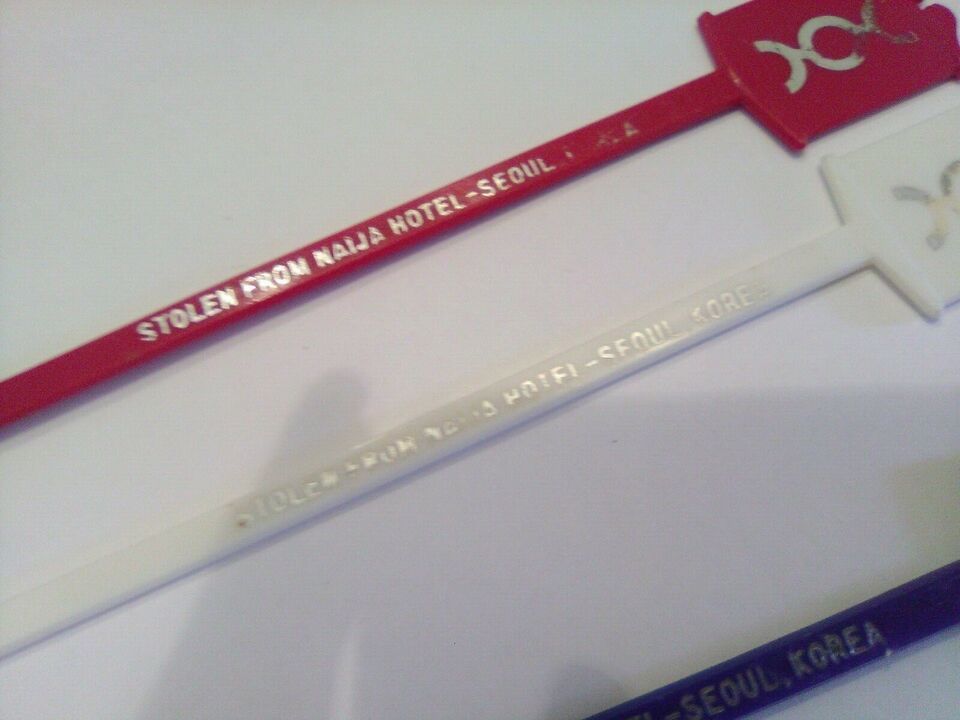 STOLEN FROM NAIJA HOTEL-SEOUL
STOLEN FROM NAIJA HOTEL-SEOUL, KOREA
-SEOUL, KOREA